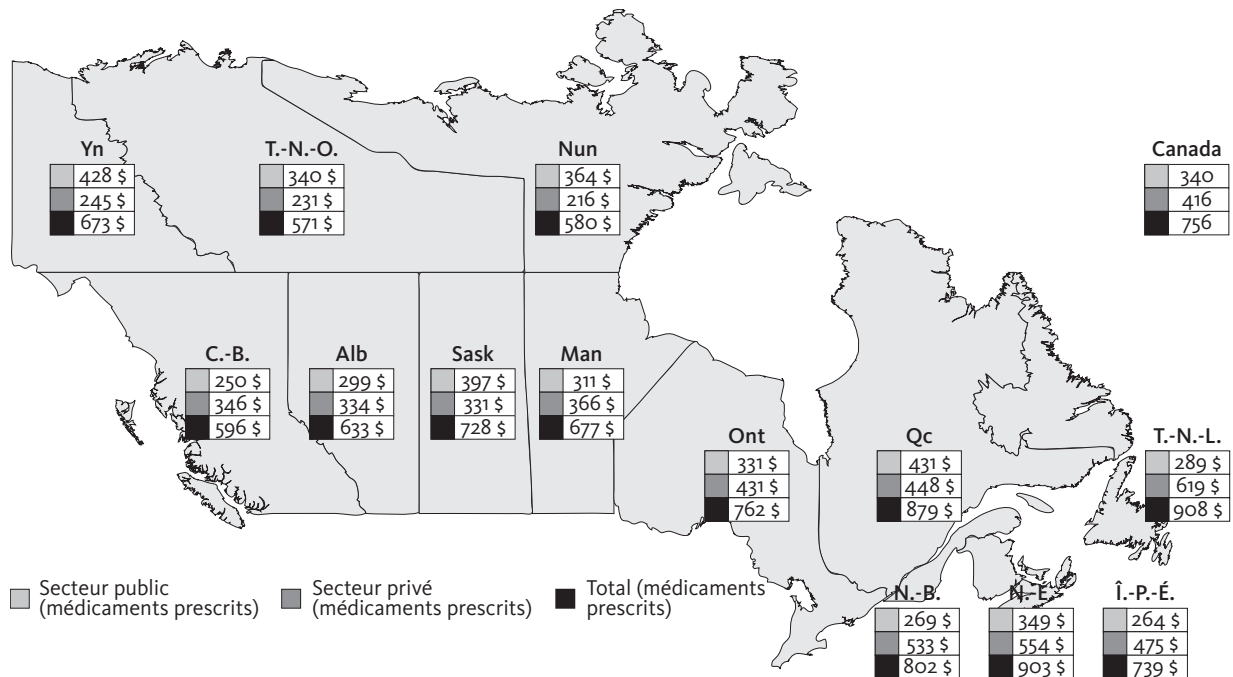 Yn
428 $
245 $
673 $
T.-N.-O.
340 $
231 $
571 $
Nun
364 $
216 $
580 $
Canada
340
416
756
C.-B.
250 $
346 $
596 $
Alb
299 $
334 $
633 $
Sask
397 $
331 $
728 $
Man
311 $
366 $
677 $
Ont
331 $
431 $
762 $
Qc
431 $
448 $
879 $
T.-N.-L.
289 $
619 $
908 $
Secteur public
(médicaments prescrits)
Secteur privé
(médicaments prescrits)
Total (médicaments
prescrits)
N.-B.
269 $
533 $
802 $
N.-É.
349 $
554 $
903 $
Î.-P.-É.
264 $
475 $
739 $